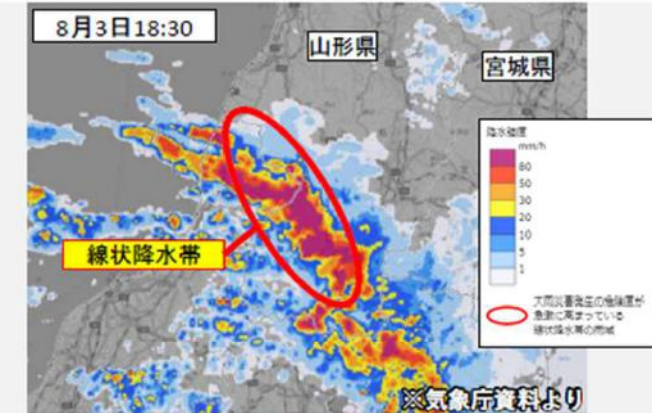 8月3日18:30
山形県
宮城県
降水強度
mm/h
80
50
30
20
10
5
1
線状降水帯
大雨災害発生の危険度が
急激に高まっている
線状降水帯の雨域
※気象庁資料より